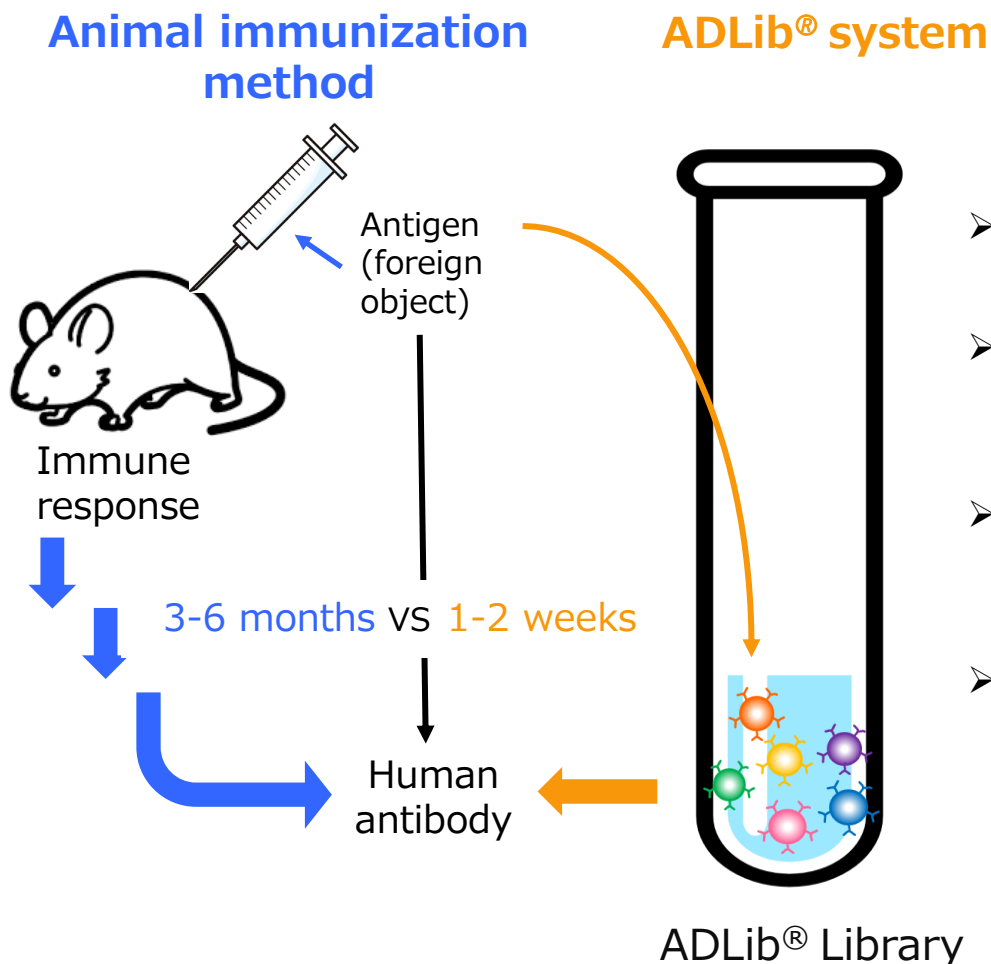 Animal immunization
method
ADLib® system
Antigen
(foreign
object)
Immune
response
3-6 months VS 1-2 weeks
Human
antibody
ADLib® Library